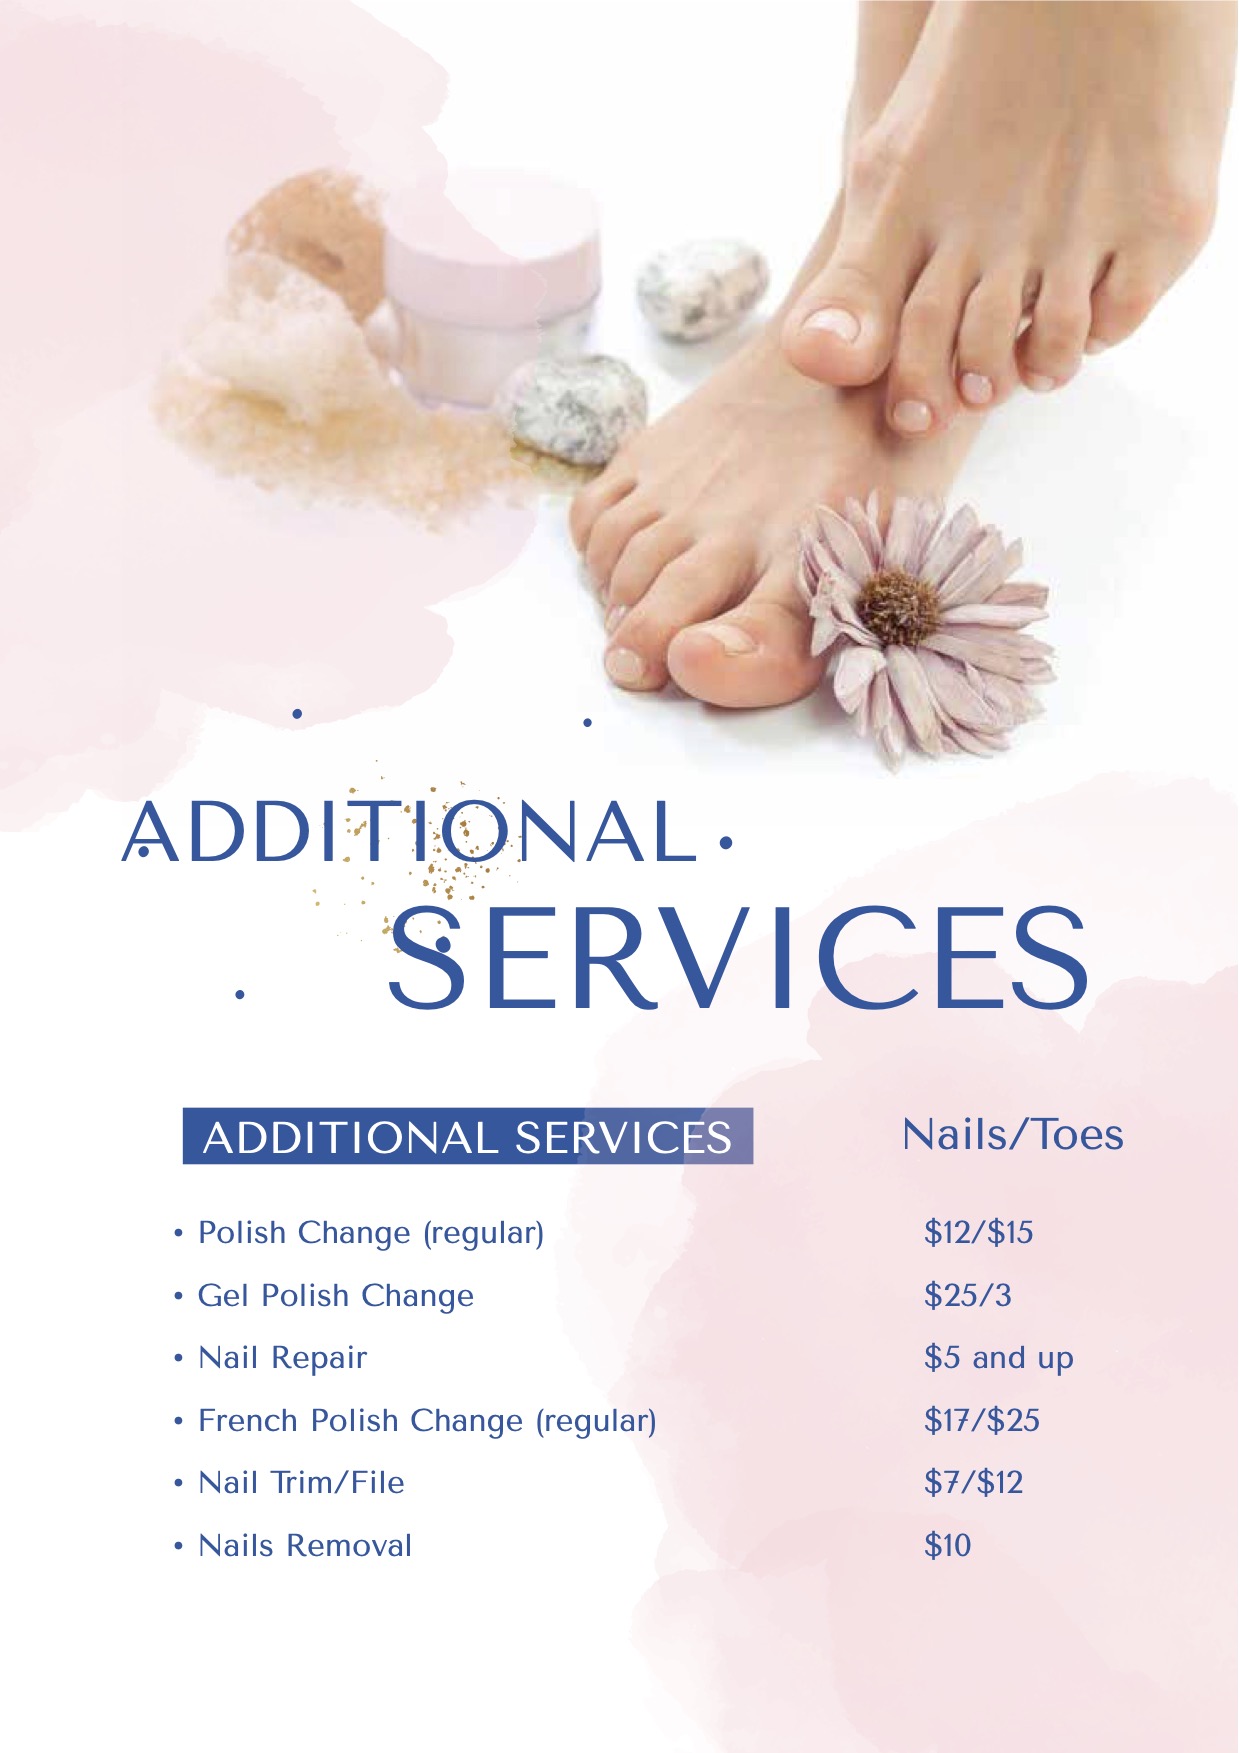 ADDITIONAL
SERVICES
ADDITIONAL SERVICES
Nails/Toes
• Polish Change (regular) $12/$15
• Gel Polish Change $25/3
• Nail Repair $5 and up
• French Polish Change (regular) $17/$25
• Nail Trim/File $7/$12
• Nails Removal $10